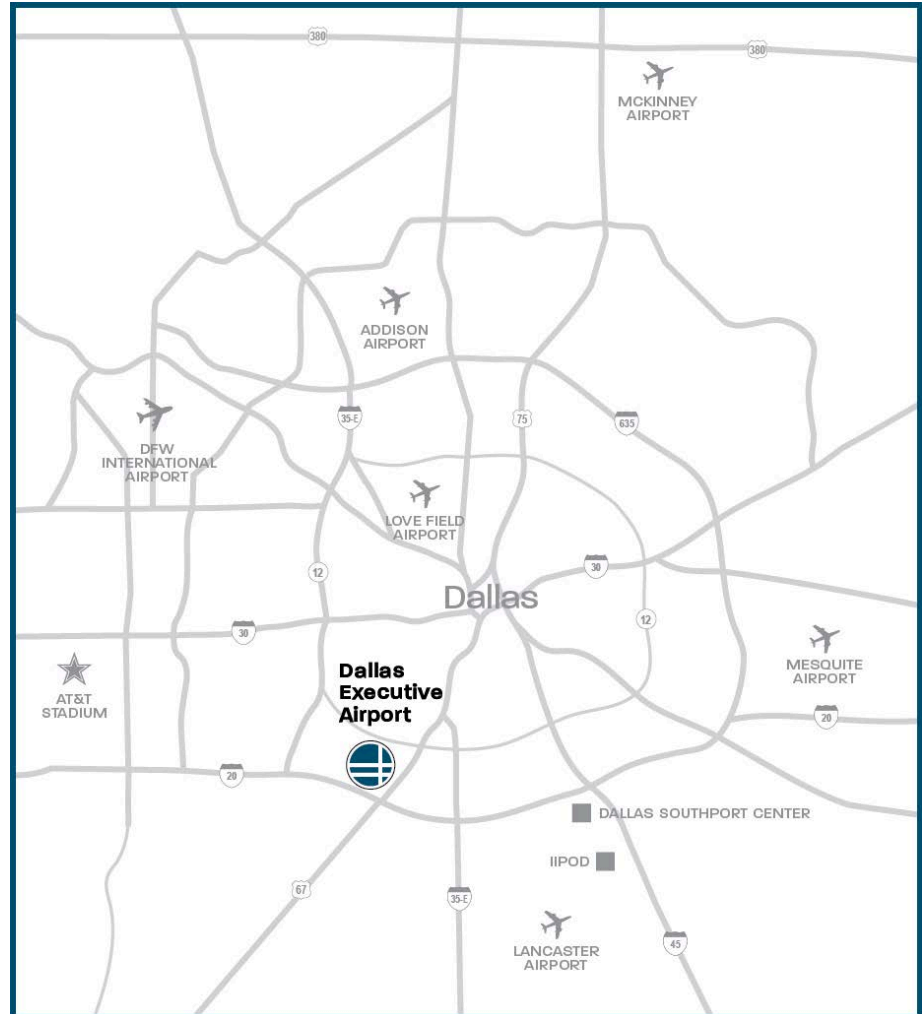 380
380
MCKINNEY
AIRPORT
ADDISON
AIRPORT
35-E
75
635
DFW
INTERNATIONAL
AIRPORT
LOVE FIELD
AIRPORT
12
30
Dallas
12
30
Dallas
Executive
Airport
MESQUITE
AIRPORT
AT&T
STADIUM
20
20
DALLAS SOUTHPORT CENTER
IIPOD
67
35-E
LANCASTER
AIRPORT
45